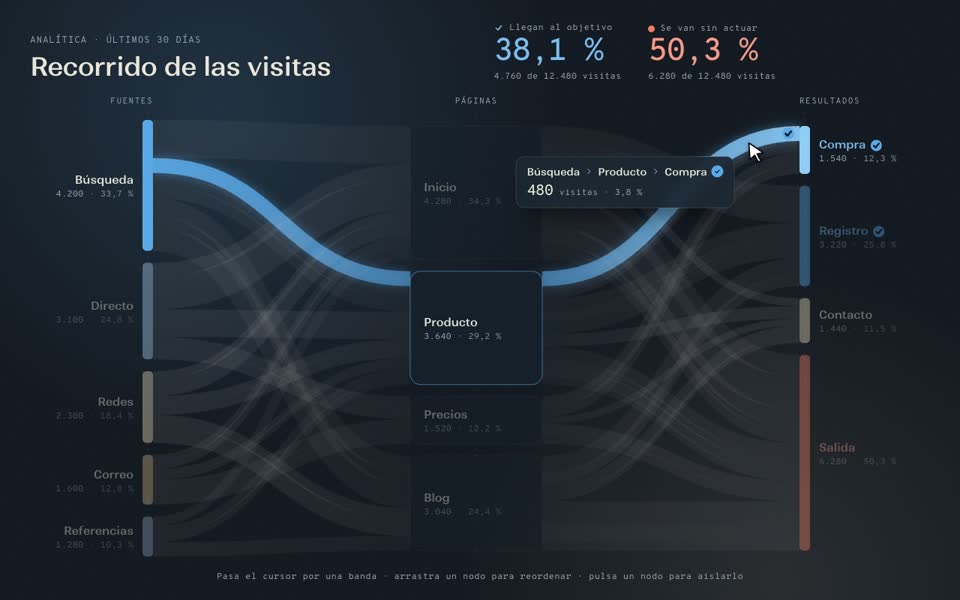 ANALÍTICA · ÚLTIMOS 30 DÍAS
Recorrido de las visitas
Llegan al objetivo
38,1 %
4.760 de 12.480 visitas
Se van sin actuar
50,3 %
6.280 de 12.480 visitas
FUENTES
PÁGINAS
RESULTADOS
Búsqueda
4.200 · 33,7 %
Directo
3.100 · 24,8 %
Redes
2.300 · 18,4 %
Correo
1.600 · 12,8 %
Referencias
1.280 · 10,3 %
Inicio
4.280 · 34,3 %
Búsqueda › Producto › Compra
480 visitas · 3,8 %
Producto
3.640 · 29,2 %
Precios
1.520 · 12,2 %
Blog
3.040 · 24,4 %
Compra
1.540 · 12,3 %
Registro
3.220 · 25,8 %
Contacto
1.440 · 11,5 %
Salida
6.280 · 50,3 %
Pasa el cursor por una banda · arrastra un nodo para reordenar · pulsa un nodo para aislarlo